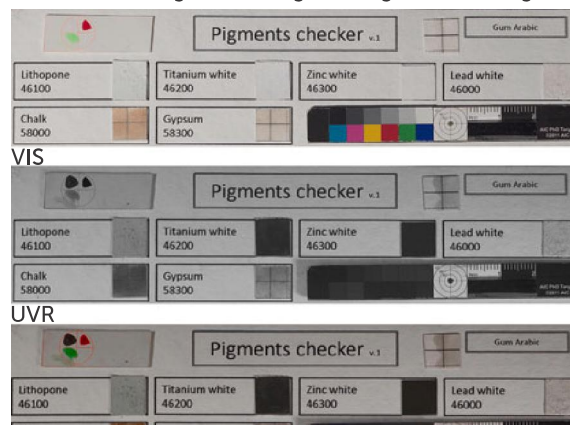 Pigments checker v.1
Gum Arabic
Lithopone
46100
Titanium white
46200
Zinc white
46300
Lead white
46000
Chalk
58000
Gypsum
58300
VIS
Pigments checker v.1
Gum Arabic
Lithopone
46100
Titanium white
46200
Zinc white
46300
Lead white
46000
Chalk
58000
Gypsum
58300
UVR
Pigments checker v.1
Gum Arabic
Lithopone
46100
Titanium white
46200
Zinc white
46300
Lead white
46000